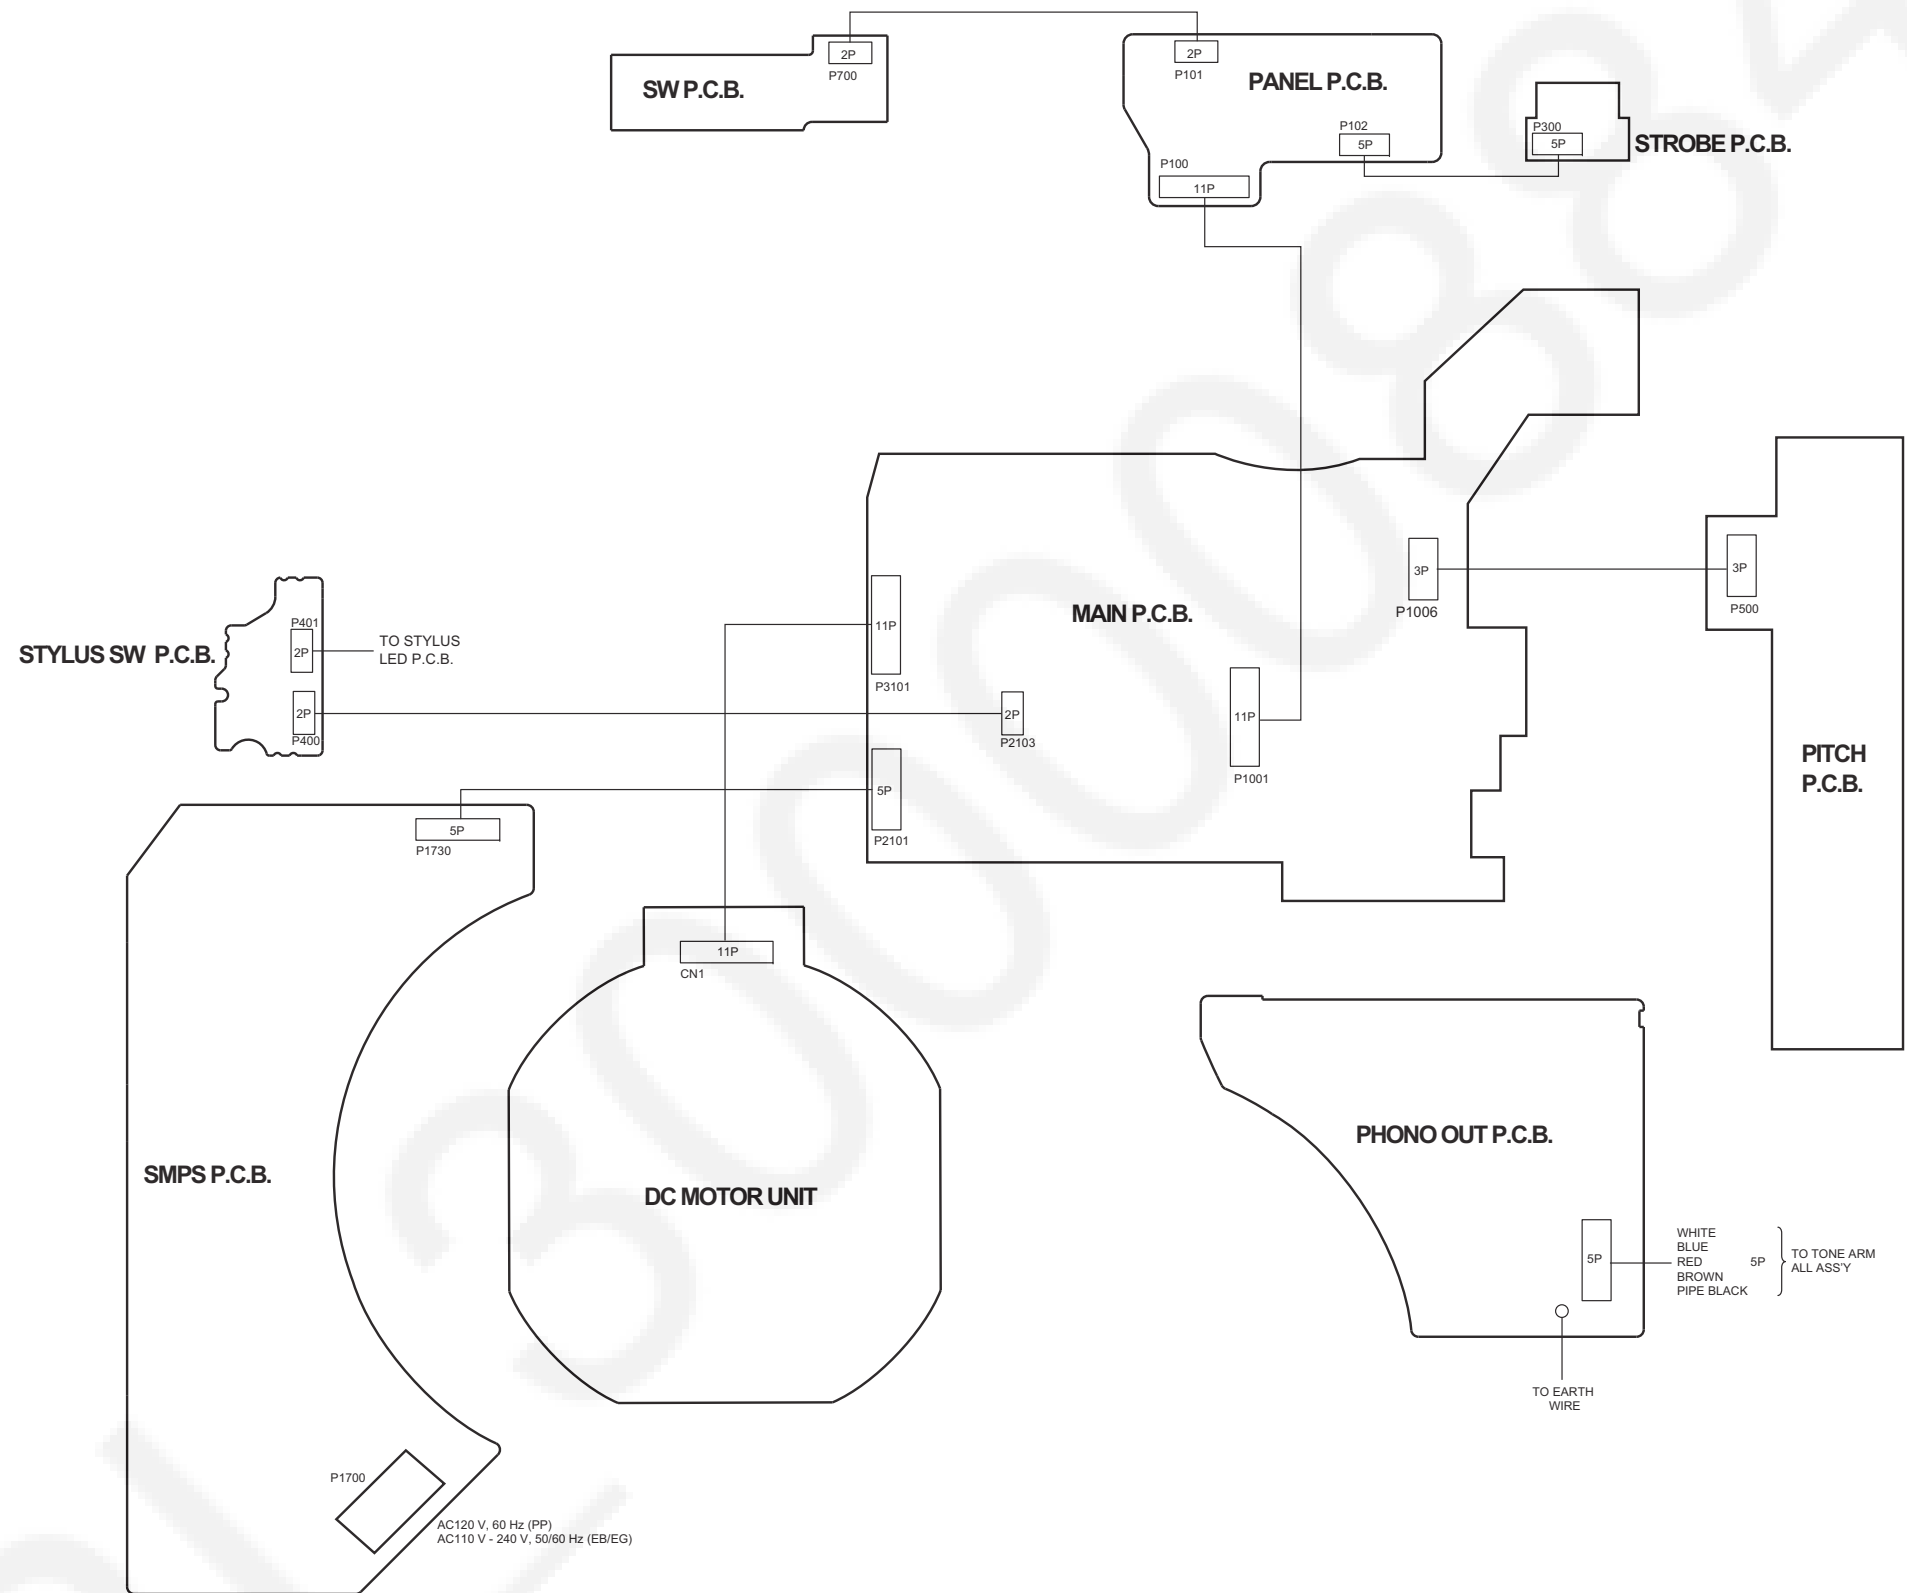 2P
P700
SW P.C.B.
2P
P101
PANEL P.C.B.
P102
5P
P100
11P
P300
5P
STROBE P.C.B.
MAIN P.C.B.
3P
P1006
3P
P500
11P
P3101
2P
P2103
11P
P1001
5P
P2101
PITCH
P.C.B.
STYLUS SW P.C.B.
P401
2P
TO STYLUS
LED P.C.B.
2P
P400
5P
P1730
SMPS P.C.B.
11P
CN1
DC MOTOR UNIT
PHONO OUT P.C.B.
5P
WHITE
BLUE
RED
BROWN
PIPE BLACK
5P
TO TONE ARM
ALL ASS'Y
TO EARTH
WIRE
P1700
AC120 V, 60 Hz (PP)
AC110 V - 240 V, 50/60 Hz (EB/EG)